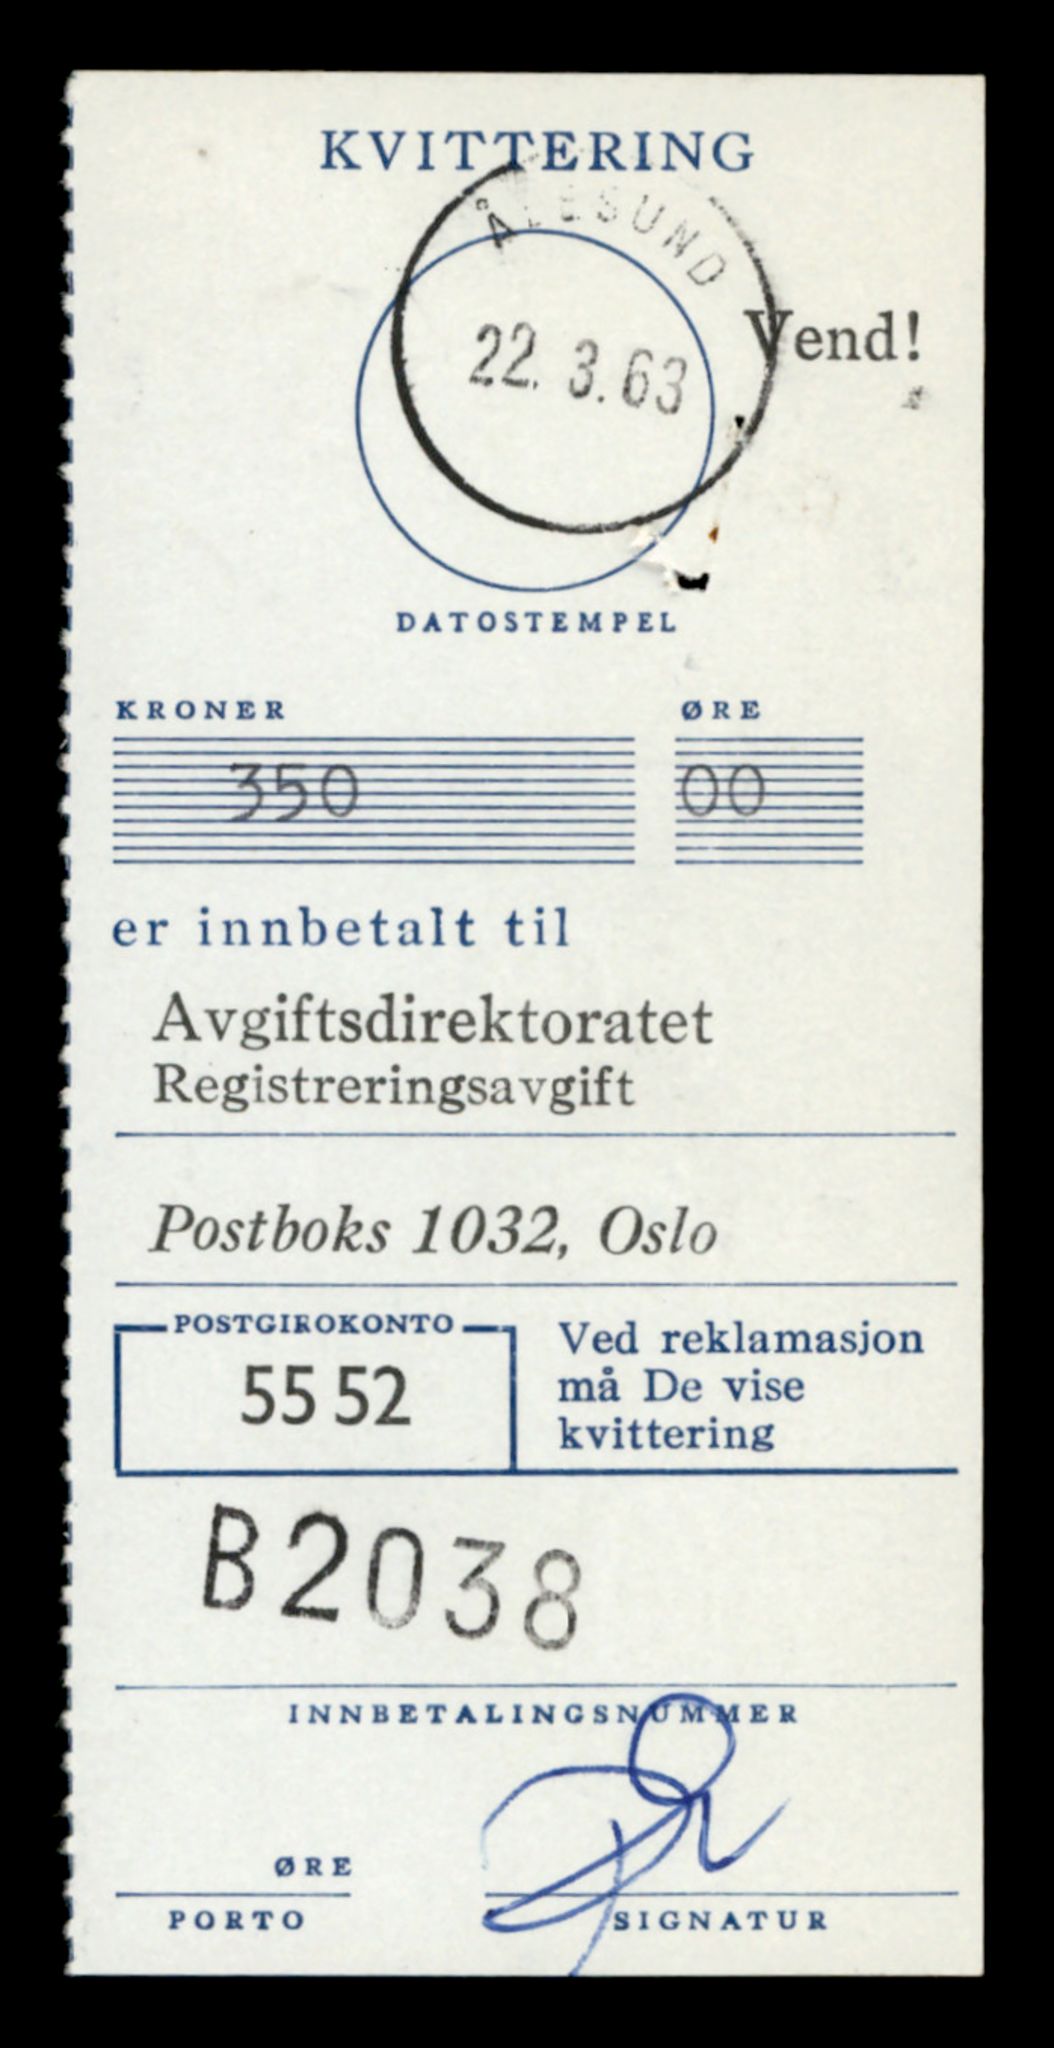 KVITTERING
ÅLESUND
22. 3. 63
Vend!
DATOSTEMPEL
KRONER ØRE
350 00
er innbetalt til
Avgiftsdirektoratet
Registreringsavgift
Postboks 1032, Oslo
POSTGIROKONTO
55 52
Ved reklamasjon
må De vise
kvittering
B2038
INNBETALINGSNUMMER
ØRE
PORTO SIGNATUR